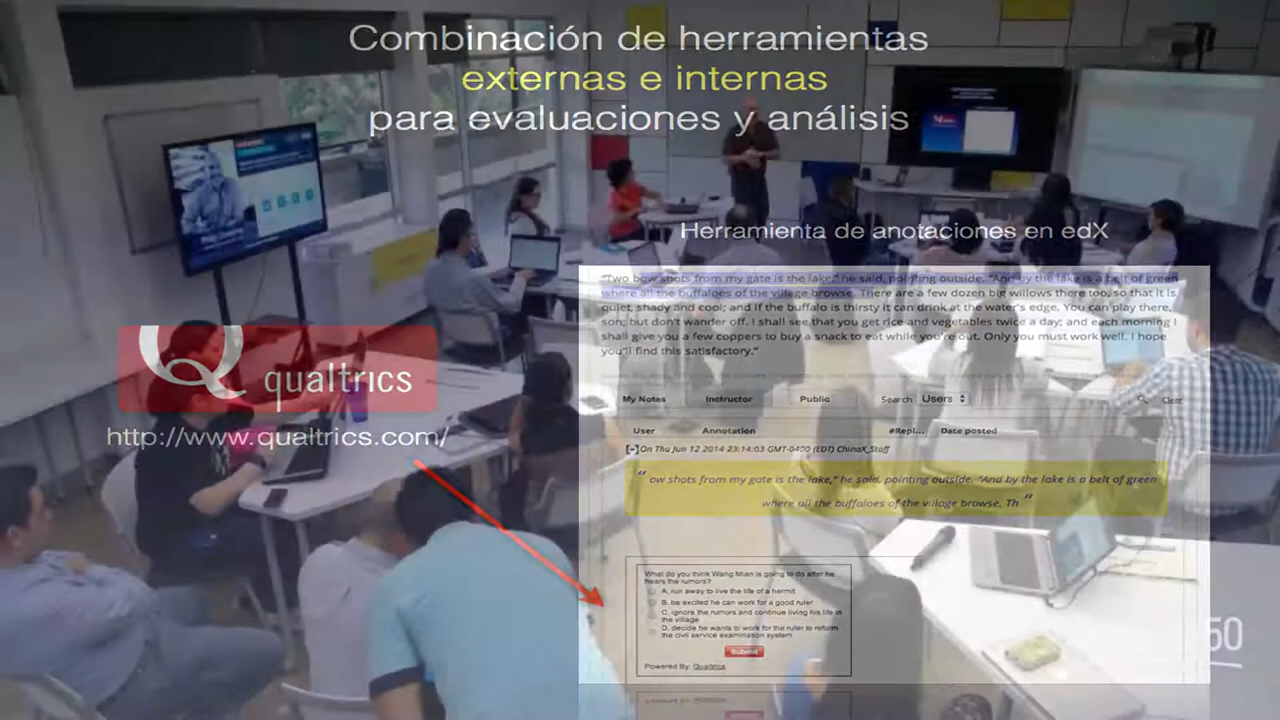 Combinación de herramientas
externas e internas
para evaluaciones y análisis
Herramienta de anotaciones en edX
"Two bow shots from my gate is the lake," he said, pointing outside. "And by the lake is a belt of green
where all the buffaloes of the village browse. There are a few dozen big willows there too, so that it is
quiet, shady and cool; and if the buffalo is thirsty it can drink at the water's edge. You can play there,
son; but don't wander off. I shall see that you get rice and vegetables twice a day; and each morning I
shall give you a few coppers to buy a snack to eat while you're out. Only you must work well. I hope
you'll find this satisfactory."
Q qualtrics
http://www.qualtrics.com/
My Notes Instructor Public Search Users Clear
User Annotation #Repl... Date posted
[-] On Thu Jun 12 2014 23:14:03 GMT-0400 (EDT) ChinaX_Staff
" ow shots from my gate is the lake," he said, pointing outside. "And by the lake is a belt of green
where all the buffaloes of the village browse, Th "
What do you think Wang Mian is going to do after he
hears the rumors?
A. run away to live the life of a hermit
B. be excited he can work for a good ruler
C. ignore the rumors and continue living his life in
the village
D. decide he wants to work for the ruler to reform
the civil service examination system
Submit
Powered By: Qualtrics
50